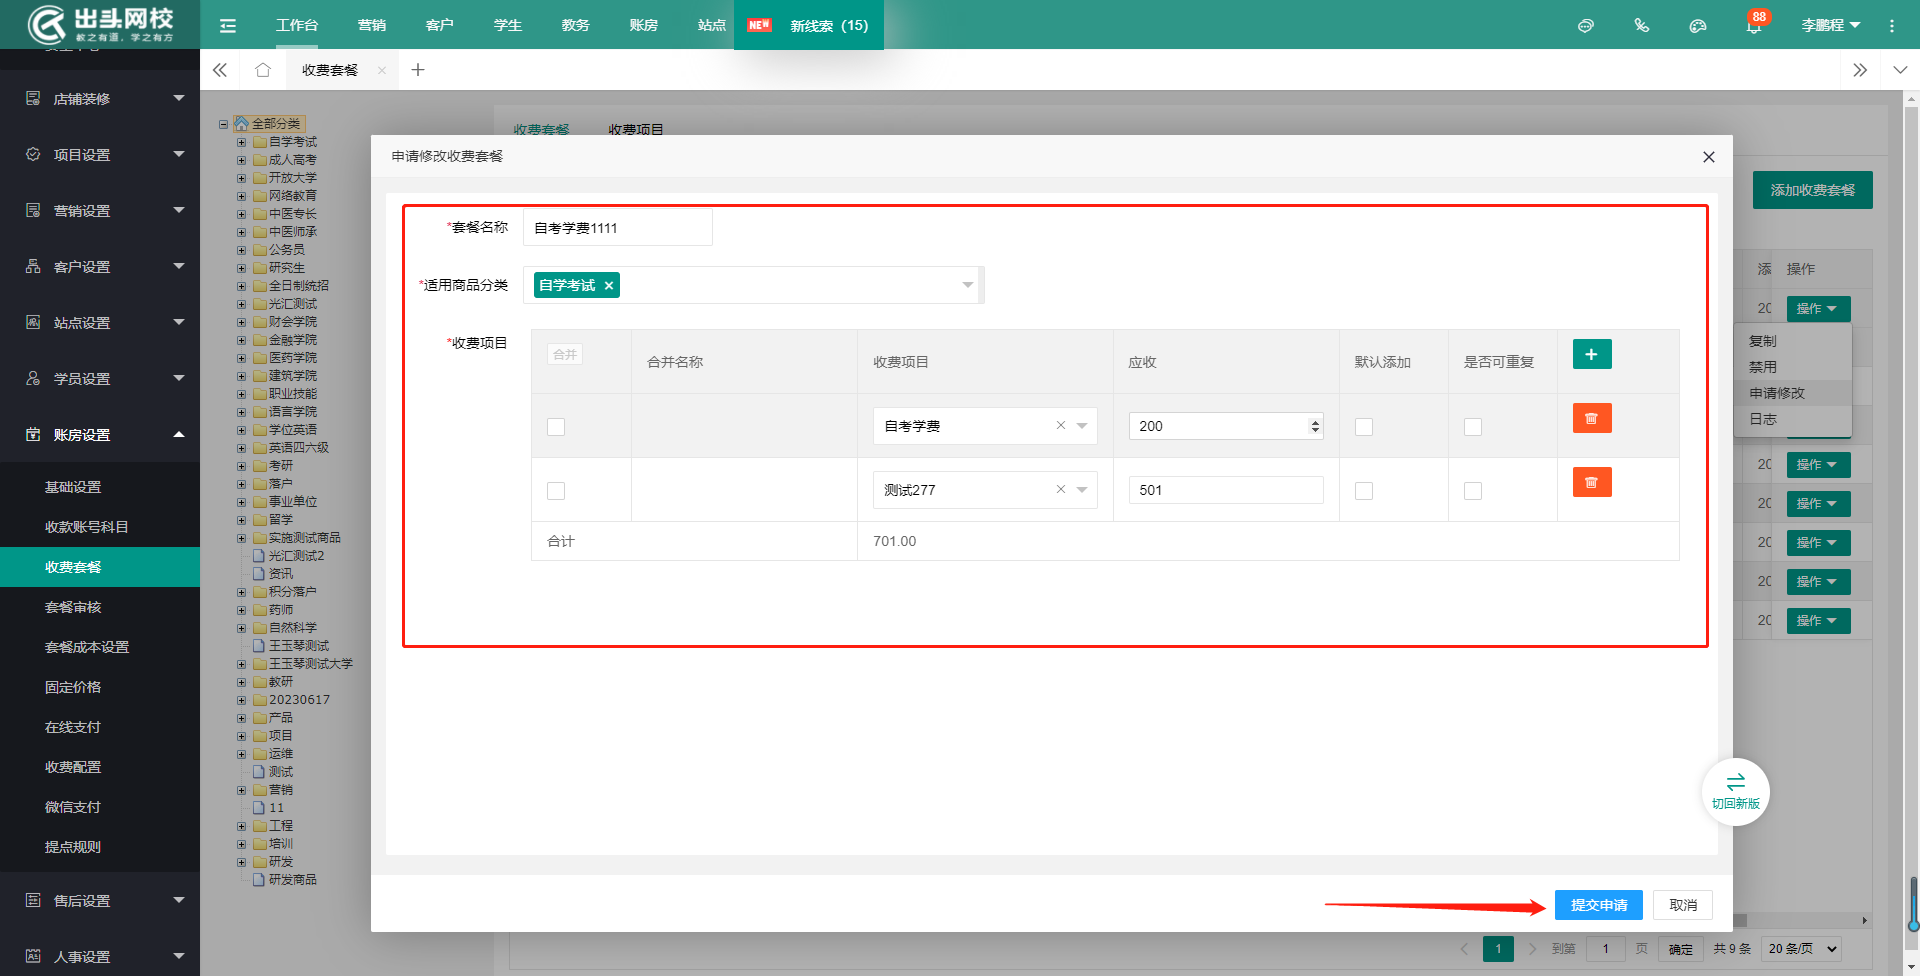 出头网校
教之有道，学之有方
工作台
营销
客户
学生
教务
账房
站点
NEW
新线索（15）
88
李鹏程
收费套餐
店铺装修
项目设置
营销设置
客户设置
站点设置
学员设置
账房设置
基础设置
收款账号科目
收费套餐
套餐审核
套餐成本设置
固定价格
在线支付
收费配置
微信支付
提点规则
售后设置
人事设置
全部分类
自学考试
成人高考
开放大学
网络教育
中医专长
中医师承
公务员
研究生
全日制统招
光汇测试
财会学院
金融学院
医药学院
建筑学院
职业技能
语言学院
学位英语
英语四六级
考研
落户
事业单位
留学
实施测试商品
光汇测试2
资讯
积分落户
药师
自然科学
王玉琴测试
王玉琴测试大学
教研
20230617
产品
项目
运维
测试
营销
11
工程
培训
研发
研发商品
收费套餐
收费项目
添加收费套餐
申请修改收费套餐
*套餐名称
自考学费1111
*适用商品分类
自学考试
*收费项目
合并
合并名称
收费项目
应收
默认添加
是否可重复
自考学费
200
测试277
501
合计
701.00
提交申请
取消
添
操作
20
操作
复制
禁用
申请修改
日志
20
操作
20
操作
20
操作
20
操作
20
操作
切回新版
1
到第
1
页
确定
共 9 条
20 条/页